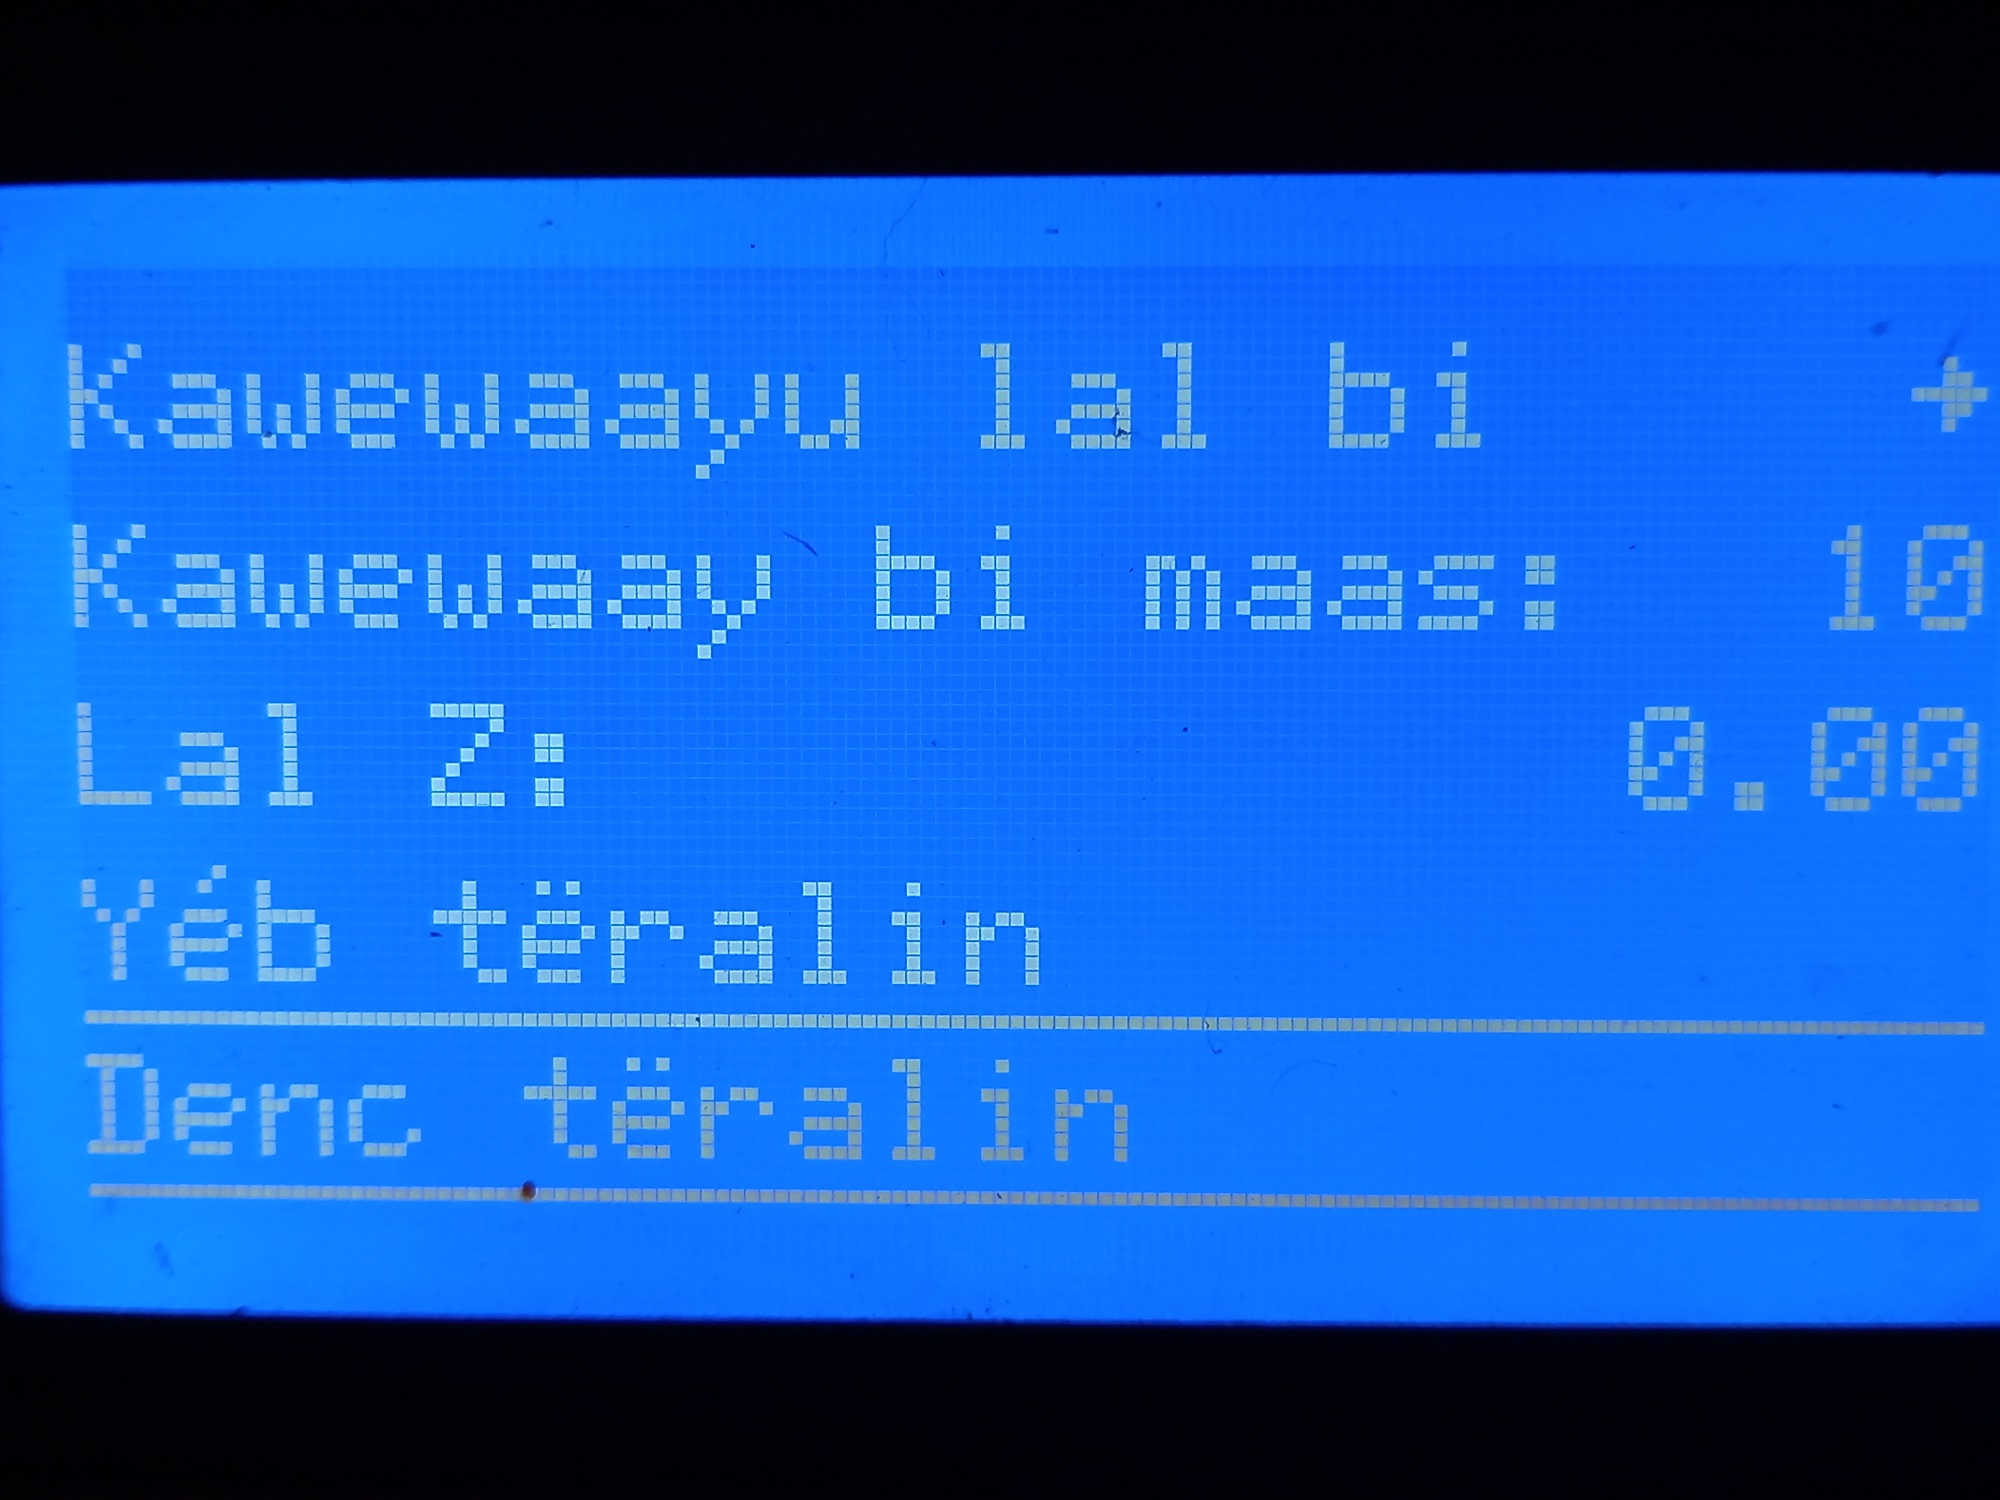 Kawewaayu lal bi →
Kawewaay bi maas: 10
Lal Z: 0.00
Yéb tëralin
Denc tëralin